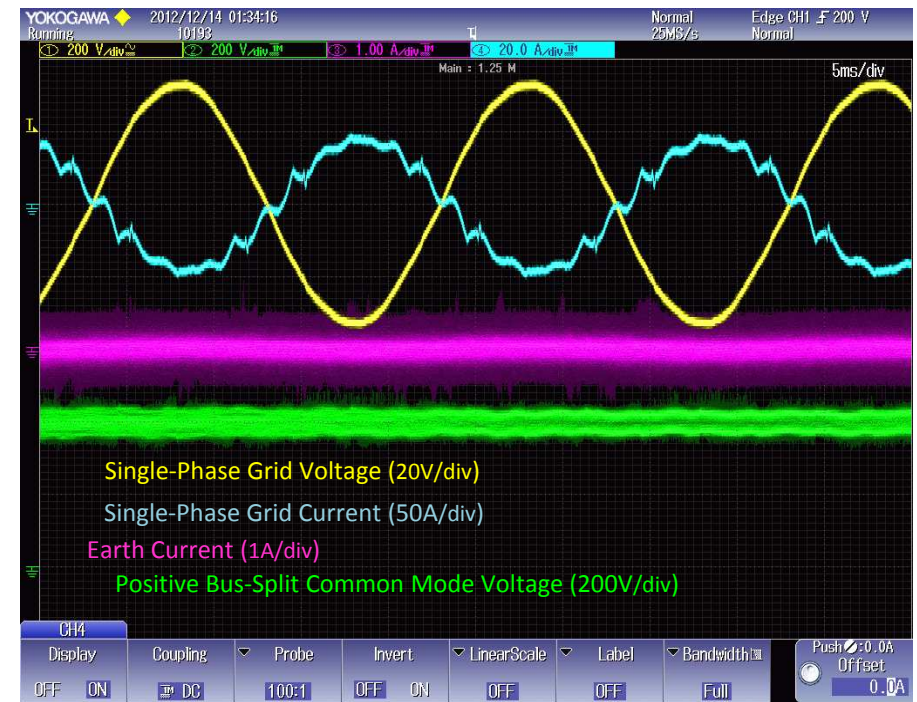 YOKOGAWA 2012/12/14 01:34:16 Normal Edge CH1 200 V
Running 10193 25MS/s Normal
1 200 V/div 2 200 V/div 3 1.00 A/div 4 20.0 A/div
Main : 1.25 M
5ms/div
Single-Phase Grid Voltage (20V/div)
Single-Phase Grid Current (50A/div)
Earth Current (1A/div)
Positive Bus-Split Common Mode Voltage (200V/div)
CH4
Display Coupling Probe Invert LinearScale Label Bandwidth Push:0.0A
Offset
OFF ON DC 100:1 OFF ON OFF OFF Full 0.0A